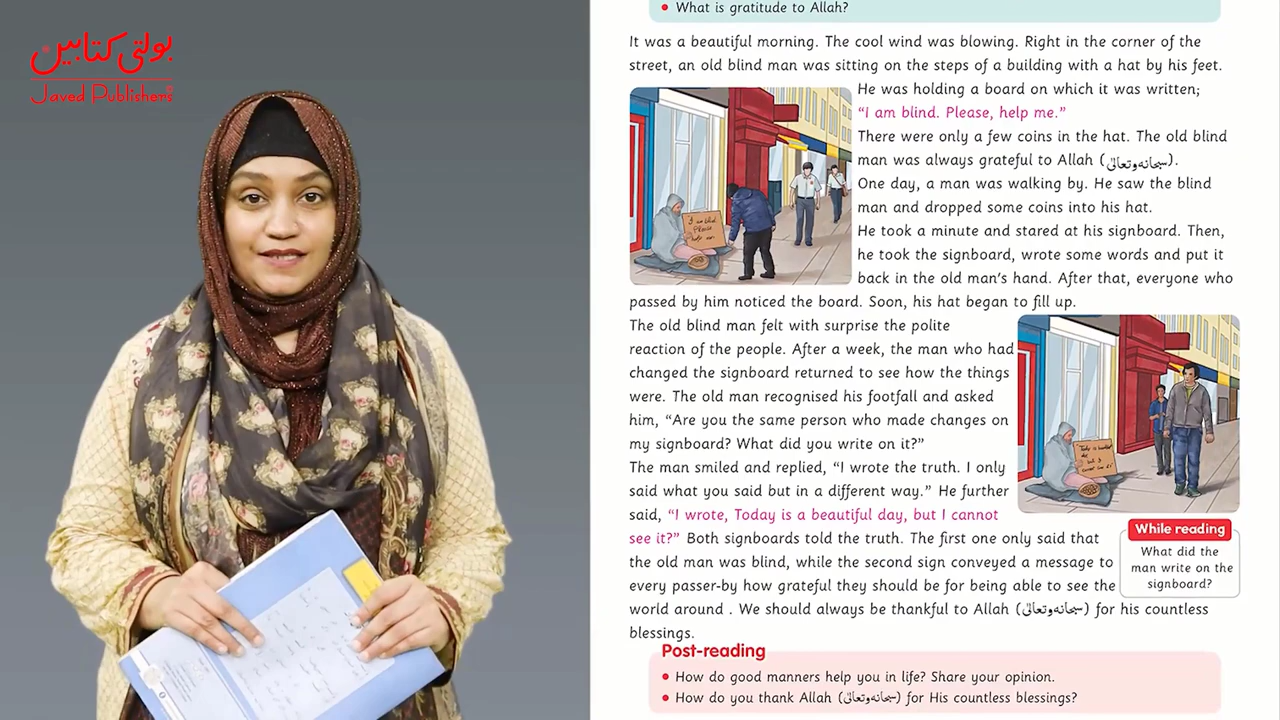 بولتی کتابیں
Javed Publishers
What is gratitude to Allah?
It was a beautiful morning. The cool wind was blowing. Right in the corner of the
street, an old blind man was sitting on the steps of a building with a hat by his feet.
He was holding a board on which it was written;
“I am blind. Please, help me.”
There were only a few coins in the hat. The old blind
man was always grateful to Allah (سبحانہ وتعالیٰ).
One day, a man was walking by. He saw the blind
man and dropped some coins into his hat.
He took a minute and stared at his signboard. Then,
he took the signboard, wrote some words and put it
back in the old man’s hand. After that, everyone who
passed by him noticed the board. Soon, his hat began to fill up.
I am blind
Please
help me
The old blind man felt with surprise the polite
reaction of the people. After a week, the man who had
changed the signboard returned to see how the things
were. The old man recognised his footfall and asked
him, “Are you the same person who made changes on
my signboard? What did you write on it?”
The man smiled and replied, “I wrote the truth. I only
said what you said but in a different way.” He further
said, “I wrote, Today is a beautiful day, but I cannot
see it?” Both signboards told the truth. The first one only said that
the old man was blind, while the second sign conveyed a message to
every passer-by how grateful they should be for being able to see the
world around . We should always be thankful to Allah (سبحانہ وتعالیٰ) for his countless
blessings.
While reading
What did the
man write on the
signboard?
Post-reading
How do good manners help you in life? Share your opinion.
How do you thank Allah (سبحانہ وتعالیٰ) for His countless blessings?